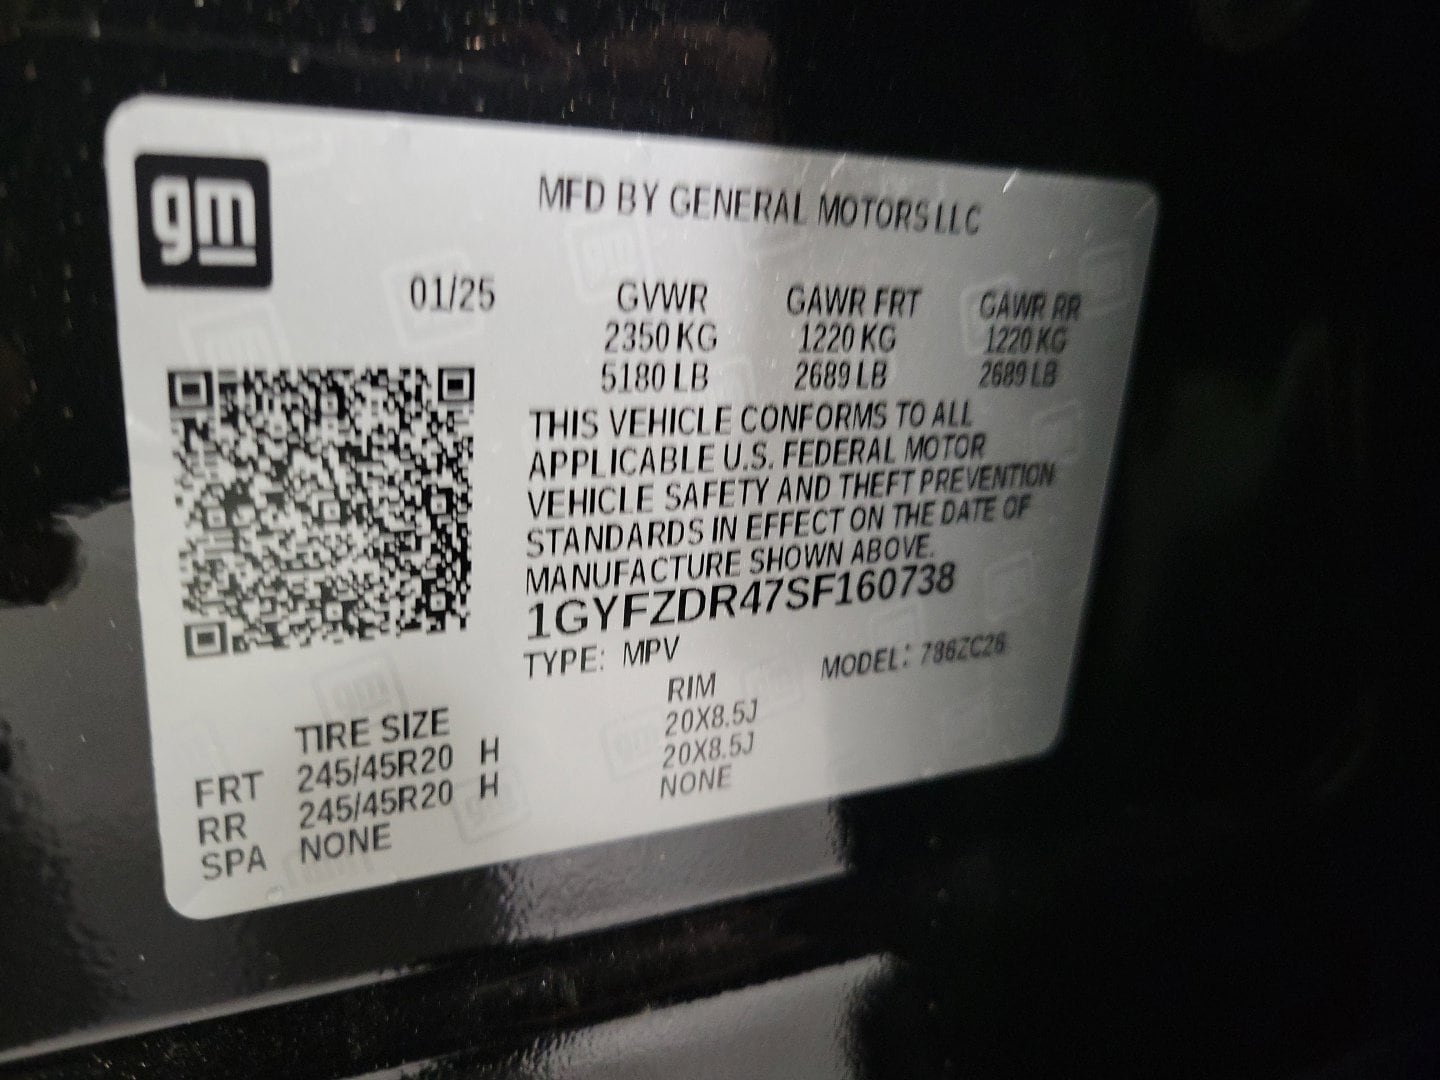 gm
MFD BY GENERAL MOTORS LLC
01/25 GVWR GAWR FRT GAWR RR
2350 KG 1220 KG 1220 KG
5180 LB 2689 LB 2689 LB
THIS VEHICLE CONFORMS TO ALL
APPLICABLE U.S. FEDERAL MOTOR
VEHICLE SAFETY AND THEFT PREVENTION
STANDARDS IN EFFECT ON THE DATE OF
MANUFACTURE SHOWN ABOVE.
1GYFZDR47SF160738
TYPE: MPV MODEL: 786ZC26
TIRE SIZE RIM
FRT 245/45R20 H 20X8.5J
RR 245/45R20 H 20X8.5J
SPA NONE NONE